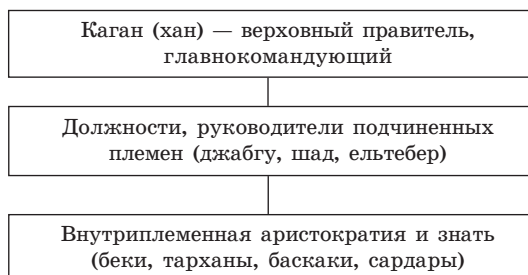 Каган (хан) — верховный правитель,
главнокомандующий
Должности, руководители подчиненных
племен (джабгу, шад, ельтебер)
Внутриплеменная аристократия и знать
(беки, тарханы, баскаки, сардары)